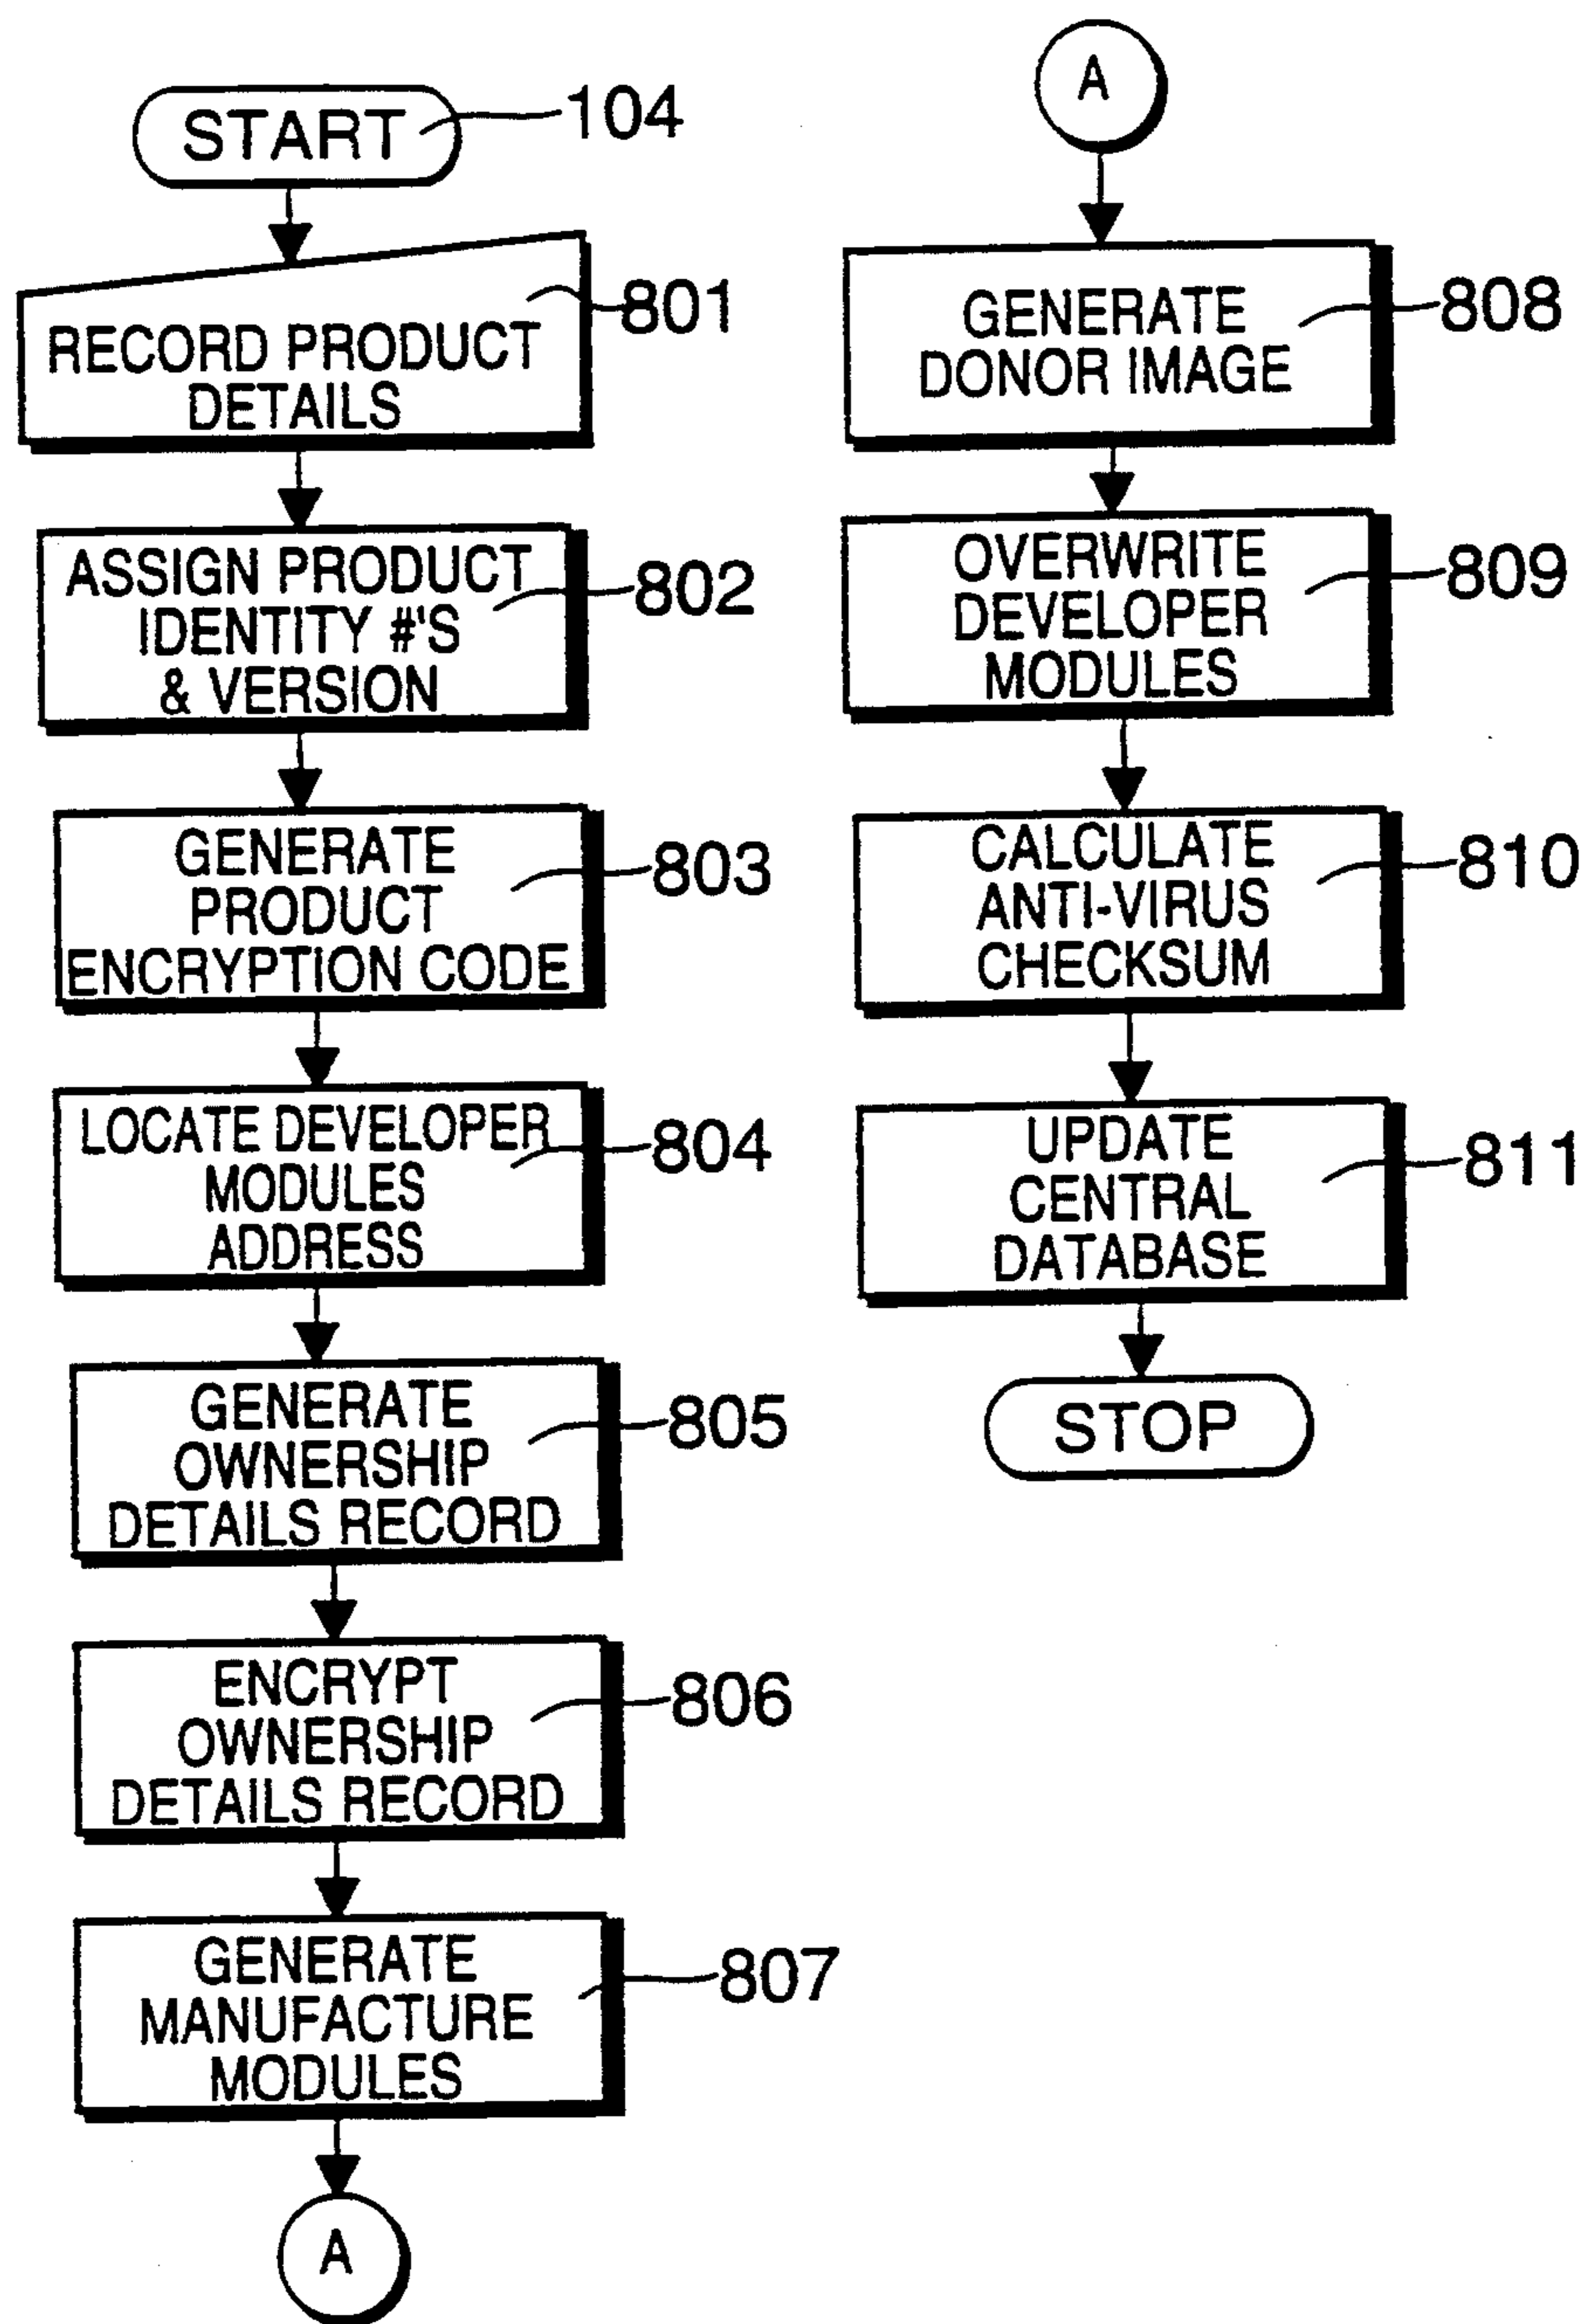 START
104
RECORD PRODUCT
DETAILS
801
ASSIGN PRODUCT
IDENTITY #'S
& VERSION
802
GENERATE
PRODUCT
ENCRYPTION CODE
803
LOCATE DEVELOPER
MODULES
ADDRESS
804
GENERATE
OWNERSHIP
DETAILS RECORD
805
ENCRYPT
OWNERSHIP
DETAILS RECORD
806
GENERATE
MANUFACTURE
MODULES
807
A
A
GENERATE
DONOR IMAGE
808
OVERWRITE
DEVELOPER
MODULES
809
CALCULATE
ANTI-VIRUS
CHECKSUM
810
UPDATE
CENTRAL
DATABASE
811
STOP